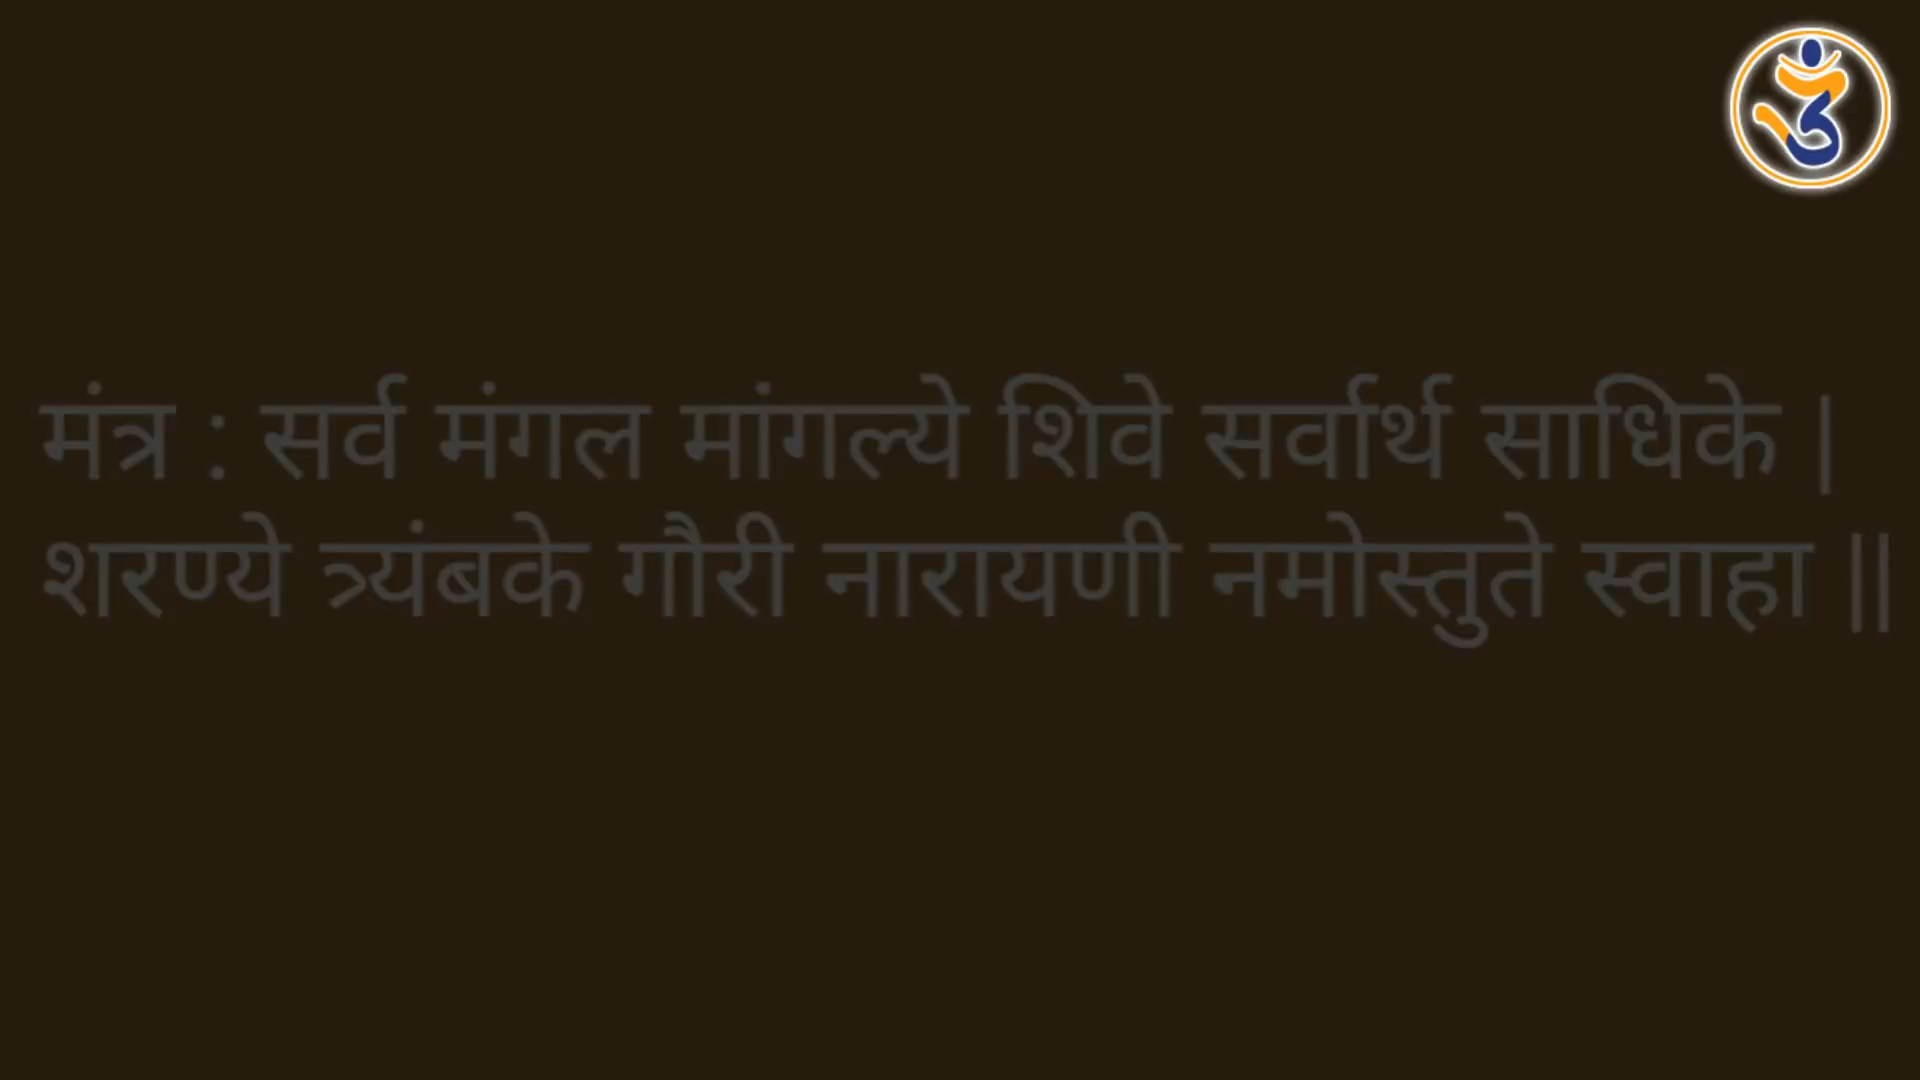 मंत्र : सर्व मंगल मांगल्ये शिवे सर्वार्थ साधिके |
शरण्ये त्र्यंबके गौरी नारायणी नमोस्तुते स्वाहा ||